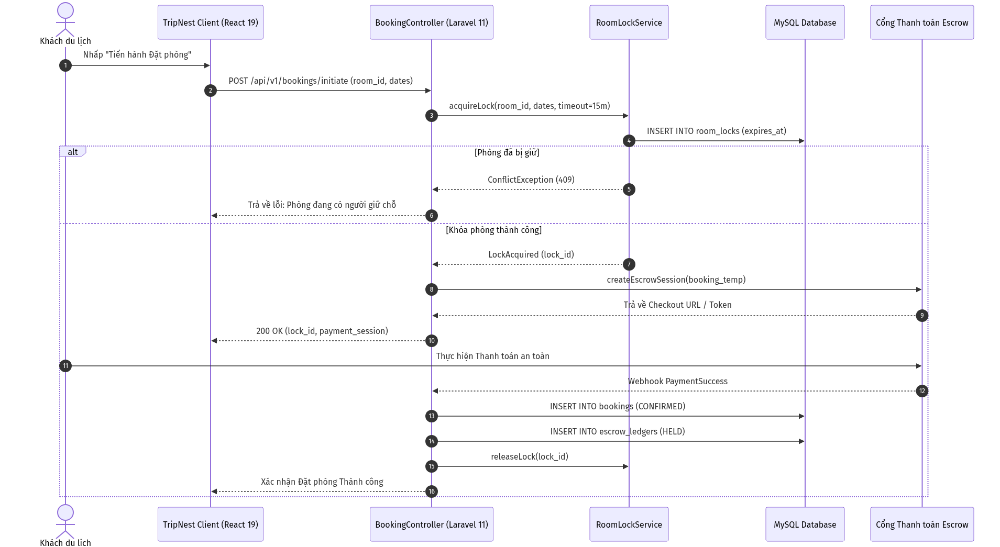 Khách du lịch
TripNest Client (React 19)
BookingController (Laravel 11)
RoomLockService
MySQL Database
Cổng Thanh toán Escrow
Nhấp "Tiến hành Đặt phòng"
1
POST /api/v1/bookings/initiate (room_id, dates)
2
acquireLock(room_id, dates, timeout=15m)
3
INSERT INTO room_locks (expires_at)
4
alt
[Phòng đã bị giữ]
ConflictException (409)
5
Trả về lỗi: Phòng đang có người giữ chỗ
6
[Khóa phòng thành công]
LockAcquired (lock_id)
7
createEscrowSession(booking_temp)
8
Trả về Checkout URL / Token
9
200 OK (lock_id, payment_session)
10
Thực hiện Thanh toán an toàn
11
Webhook PaymentSuccess
12
INSERT INTO bookings (CONFIRMED)
13
INSERT INTO escrow_ledgers (HELD)
14
releaseLock(lock_id)
15
Xác nhận Đặt phòng Thành công
16
Khách du lịch
TripNest Client (React 19)
BookingController (Laravel 11)
RoomLockService
MySQL Database
Cổng Thanh toán Escrow